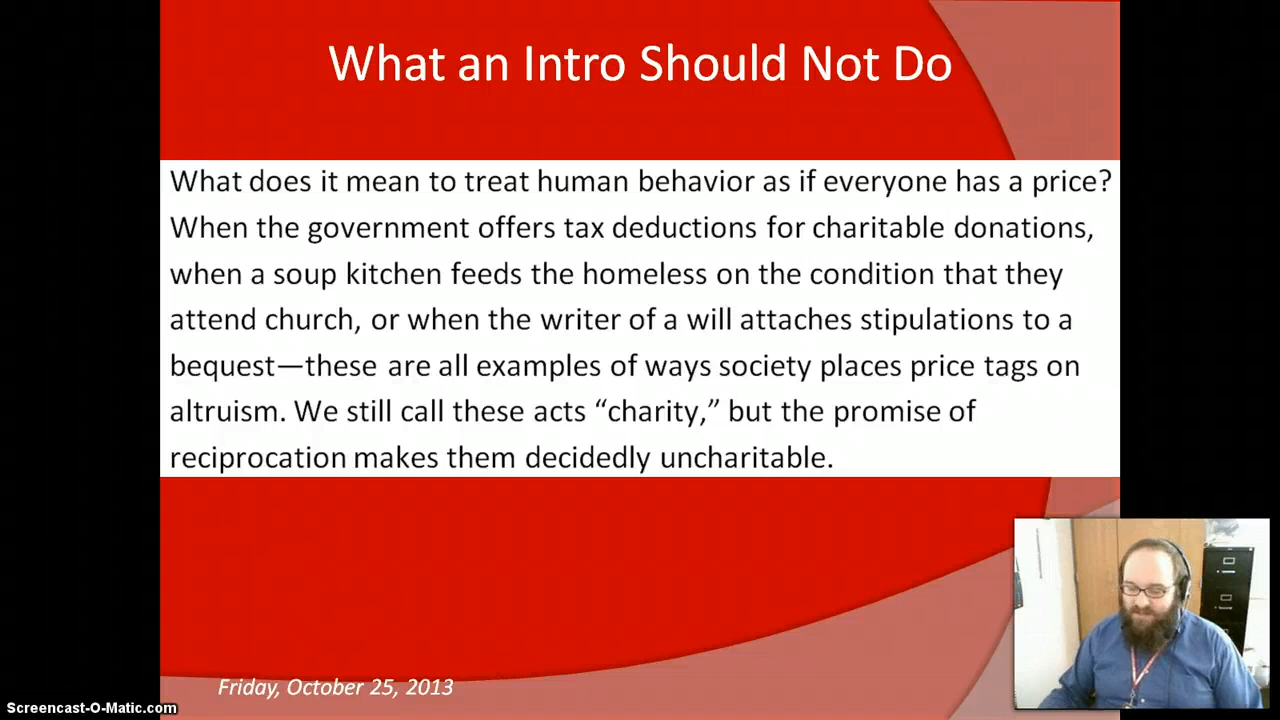 What an Intro Should Not Do
What does it mean to treat human behavior as if everyone has a price?
When the government offers tax deductions for charitable donations,
when a soup kitchen feeds the homeless on the condition that they
attend church, or when the writer of a will attaches stipulations to a
bequest—these are all examples of ways society places price tags on
altruism. We still call these acts “charity,” but the promise of
reciprocation makes them decidedly uncharitable.
Friday, October 25, 2013
Screencast-O-Matic.com